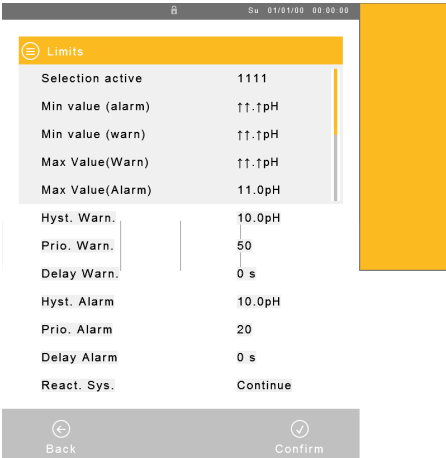 Su 01/01/00 00:00:00
Limits
Selection active 1111
Min value (alarm) ↑↑.↑pH
Min value (warn) ↑↑.↑pH
Max Value(Warn) ↑↑.↑pH
Max Value(Alarm) 11.0pH
Hyst. Warn. 10.0pH
Prio. Warn. 50
Delay Warn. 0 s
Hyst. Alarm 10.0pH
Prio. Alarm 20
Delay Alarm 0 s
React. Sys. Continue
Back Confirm